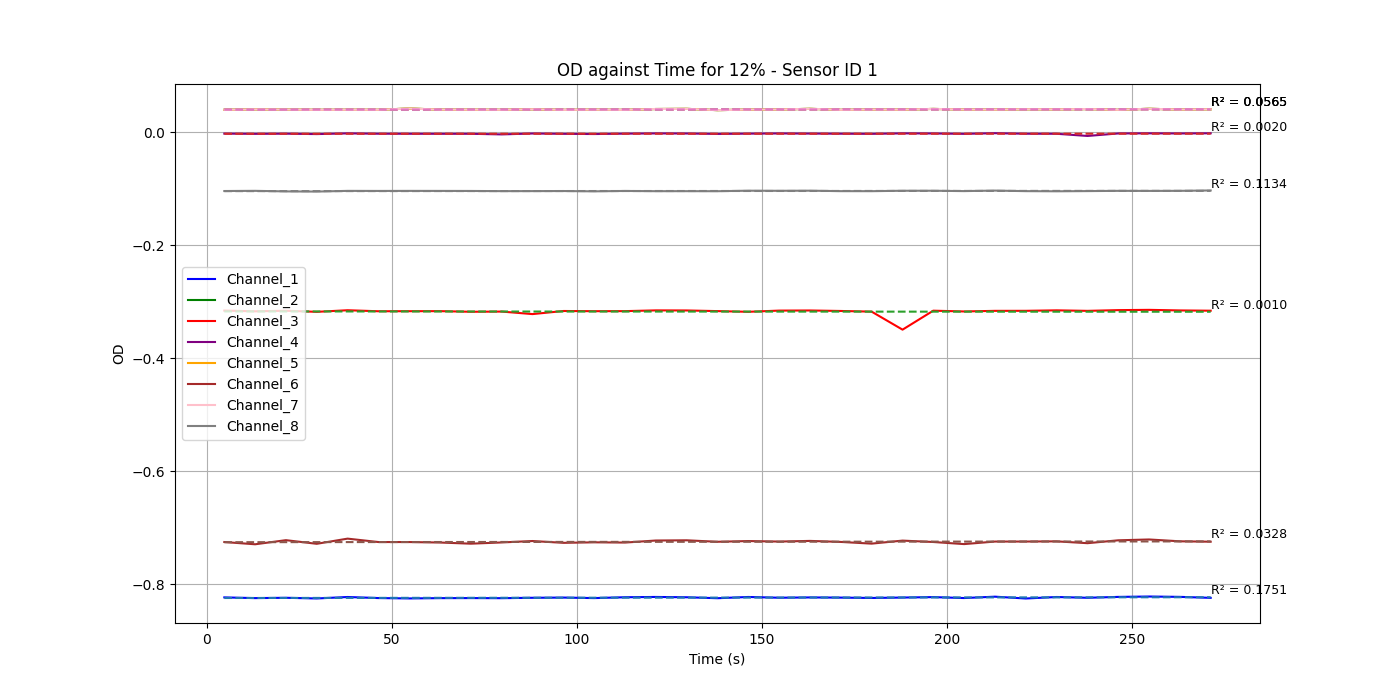 OD against Time for 12% - Sensor ID 1
R² = 0.0565
0.0
R² = 0.0020
R² = 0.1134
−0.2
Channel_1
Channel_2
R² = 0.0010
Channel_3
Channel_4
OD
−0.4
Channel_5
Channel_6
Channel_7
Channel_8
−0.6
R² = 0.0328
−0.8
R² = 0.1751
0 50 100 150 200 250
Time (s)